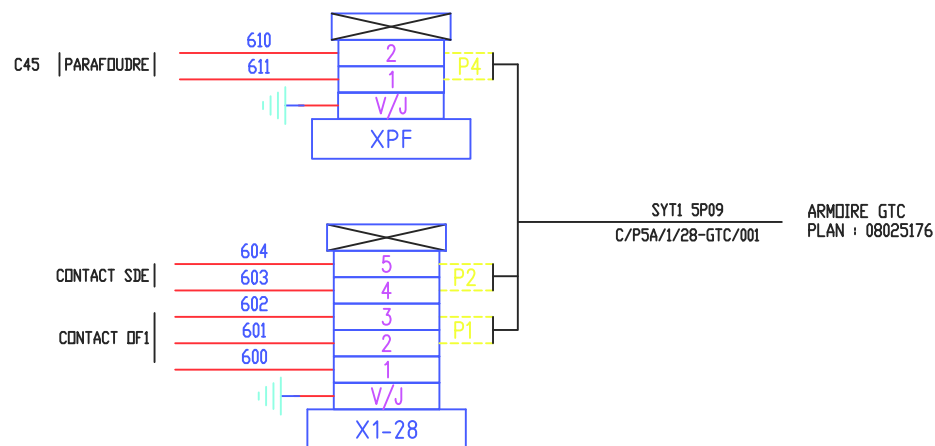 610
2
P4
C45 PARAFOUDRE
611
1
V/J
XPF
SYT1 5P09
C/P5A/1/28-GTC/001
ARMOIRE GTC
PLAN : 08025176
604
5
P2
CONTACT SDE
603
4
602
3
P1
CONTACT OF1
601
2
600
1
V/J
X1-28